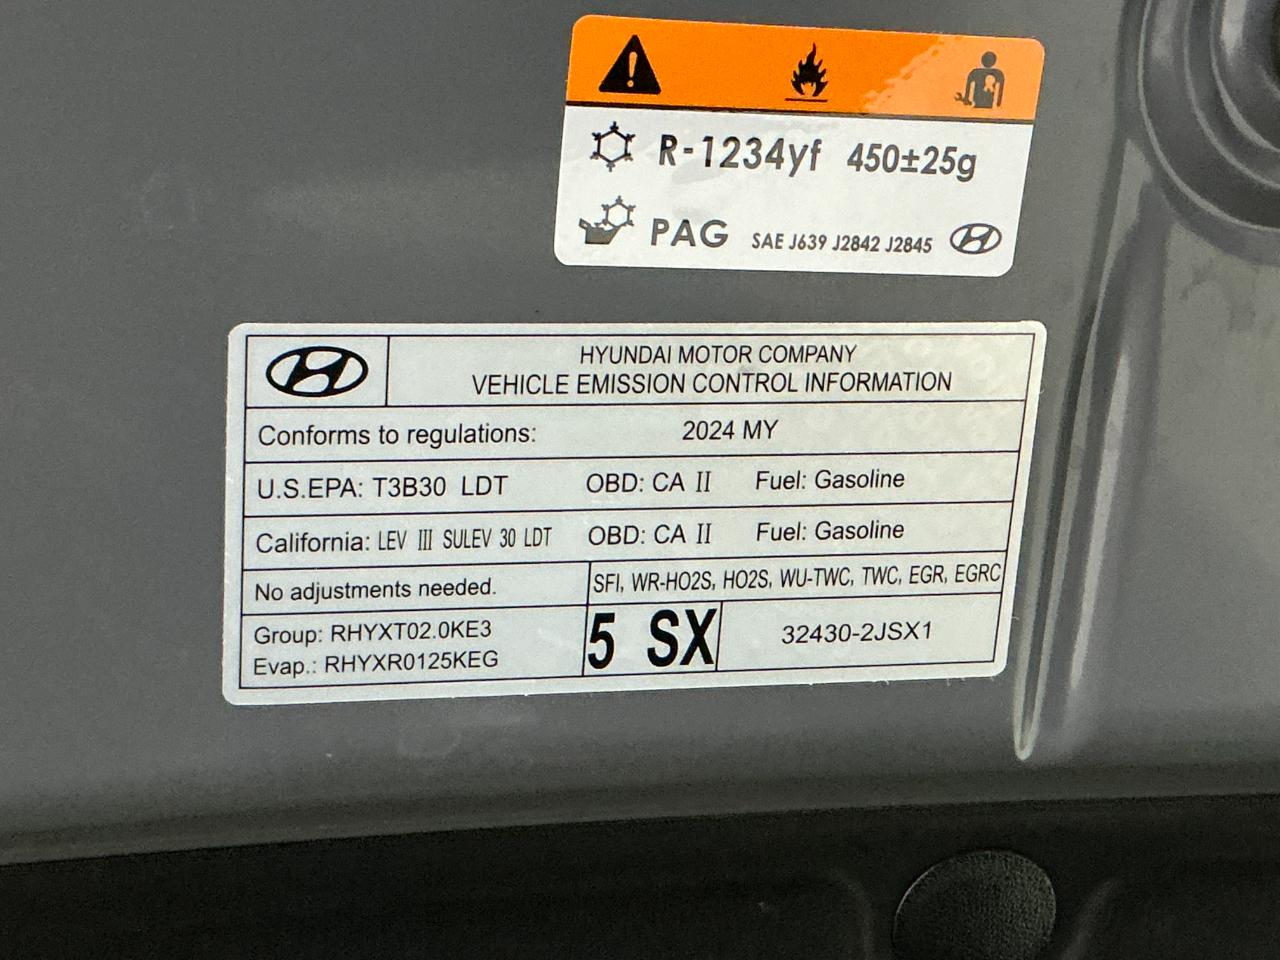 R-1234yf 450±25g
PAG SAE J639 J2842 J2845
HYUNDAI MOTOR COMPANY
VEHICLE EMISSION CONTROL INFORMATION
Conforms to regulations: 2024 MY
U.S.EPA: T3B30 LDT OBD: CA II Fuel: Gasoline
California: LEV III SULEV 30 LDT OBD: CA II Fuel: Gasoline
No adjustments needed. SFI, WR-HO2S, HO2S, WU-TWC, TWC, EGR, EGRC
Group: RHYXT02.0KE3
Evap.: RHYXR0125KEG
5 SX
32430-2JSX1